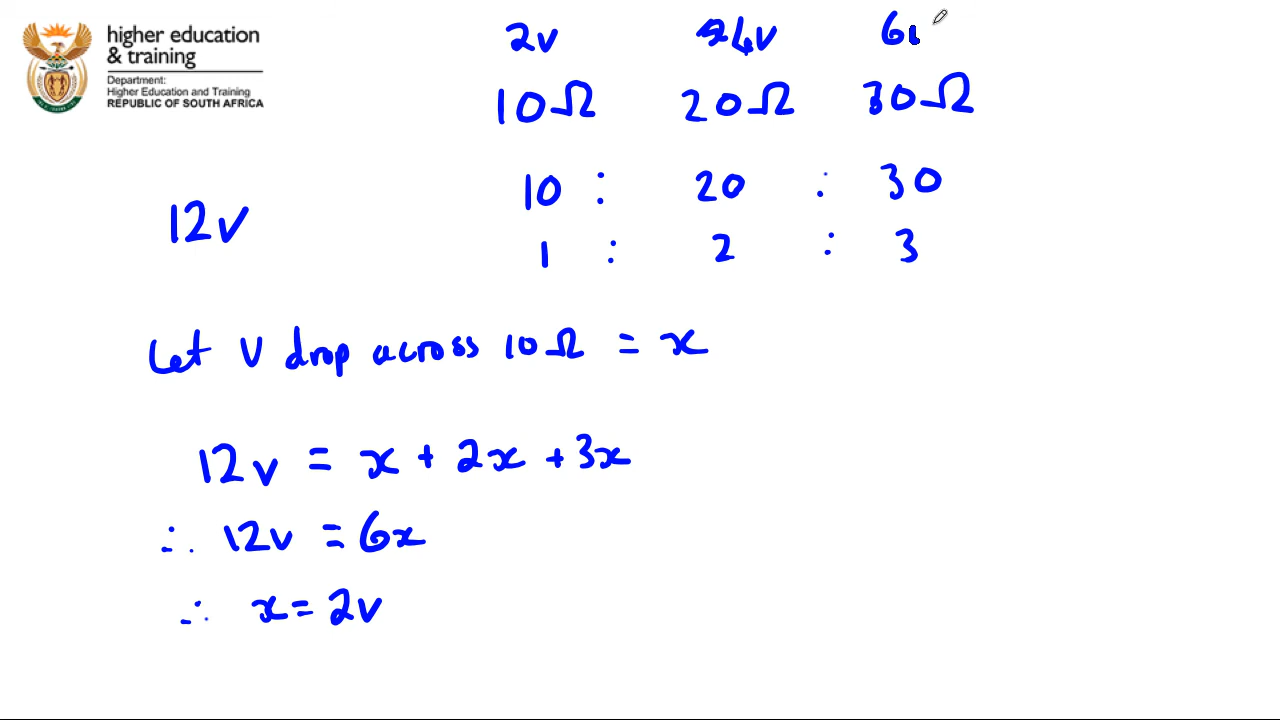 higher education
& training
Department:
Higher Education and Training
REPUBLIC OF SOUTH AFRICA
2v 4v 6
10Ω 20Ω 30Ω
10 : 20 : 30
12v
1 : 2 : 3
Let V drop across 10Ω = x
12v = x + 2x + 3x
∴ 12v = 6x
∴ x = 2v